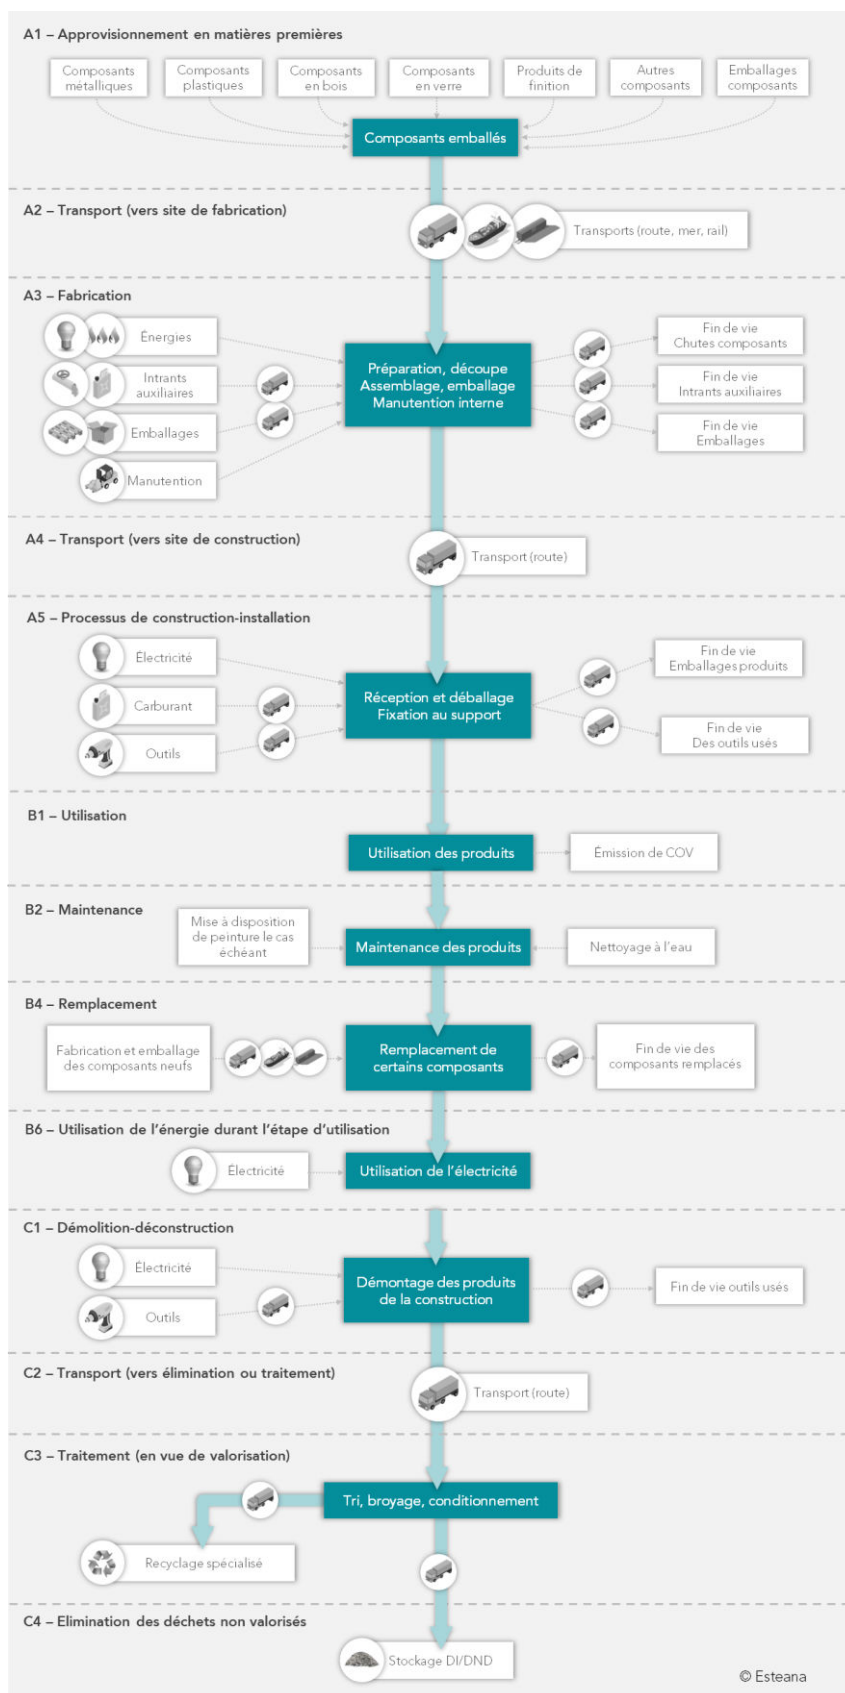 A1 – Approvisionnement en matières premières
Composants
métalliques
Composants
plastiques
Composants
en bois
Composants
en verre
Produits de
finition
Autres
composants
Emballages
composants
Composants emballés
A2 – Transport (vers site de fabrication)
Transports (route, mer, rail)
A3 – Fabrication
Énergies
Intrants
auxiliaires
Emballages
Manutention
Préparation, découpe
Assemblage, emballage
Manutention interne
Fin de vie
Chutes composants
Fin de vie
Intrants auxiliaires
Fin de vie
Emballages
A4 – Transport (vers site de construction)
Transport (route)
A5 – Processus de construction-installation
Électricité
Carburant
Outils
Réception et déballage
Fixation au support
Fin de vie
Emballages produits
Fin de vie
Des outils usés
B1 – Utilisation
Utilisation des produits
Émission de COV
B2 – Maintenance
Mise à disposition
de peinture le cas
échéant
Maintenance des produits
Nettoyage à l'eau
B4 – Remplacement
Fabrication et emballage
des composants neufs
Remplacement de
certains composants
Fin de vie des
composants remplacés
B6 – Utilisation de l'énergie durant l'étape d'utilisation
Électricité
Utilisation de l'électricité
C1 – Démolition-déconstruction
Électricité
Outils
Démontage des produits
de la construction
Fin de vie outils usés
C2 – Transport (vers élimination ou traitement)
Transport (route)
C3 – Traitement (en vue de valorisation)
Tri, broyage, conditionnement
Recyclage spécialisé
C4 – Elimination des déchets non valorisés
Stockage DI/DND
© Esteana